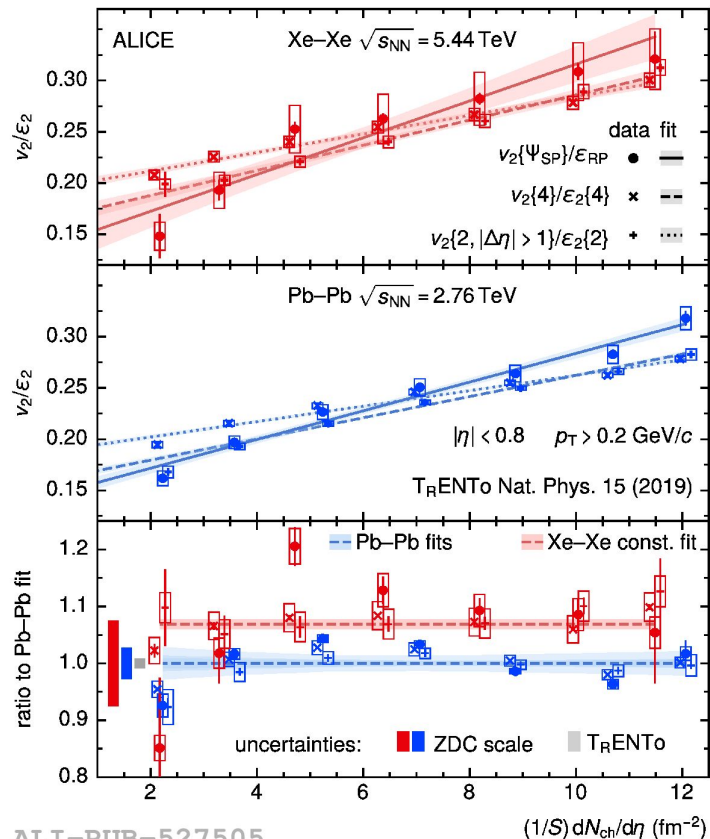 ALICE
Xe–Xe √sNN = 5.44 TeV
0.30
0.25
0.20
0.15
v2/ε2
data fit
v2{ΨSP}/εRP
v2{4}/ε2{4}
v2{2, |Δη| > 1}/ε2{2}
Pb–Pb √sNN = 2.76 TeV
0.30
0.25
0.20
0.15
v2/ε2
|η| < 0.8 pT > 0.2 GeV/c
TRENTo Nat. Phys. 15 (2019)
1.2
1.1
1.0
0.9
0.8
ratio to Pb–Pb fit
Pb–Pb fits Xe–Xe const. fit
uncertainties: ZDC scale TRENTo
2 4 6 8 10 12
(1/S) dNch/dη (fm−2)
ALI-PUB-527505